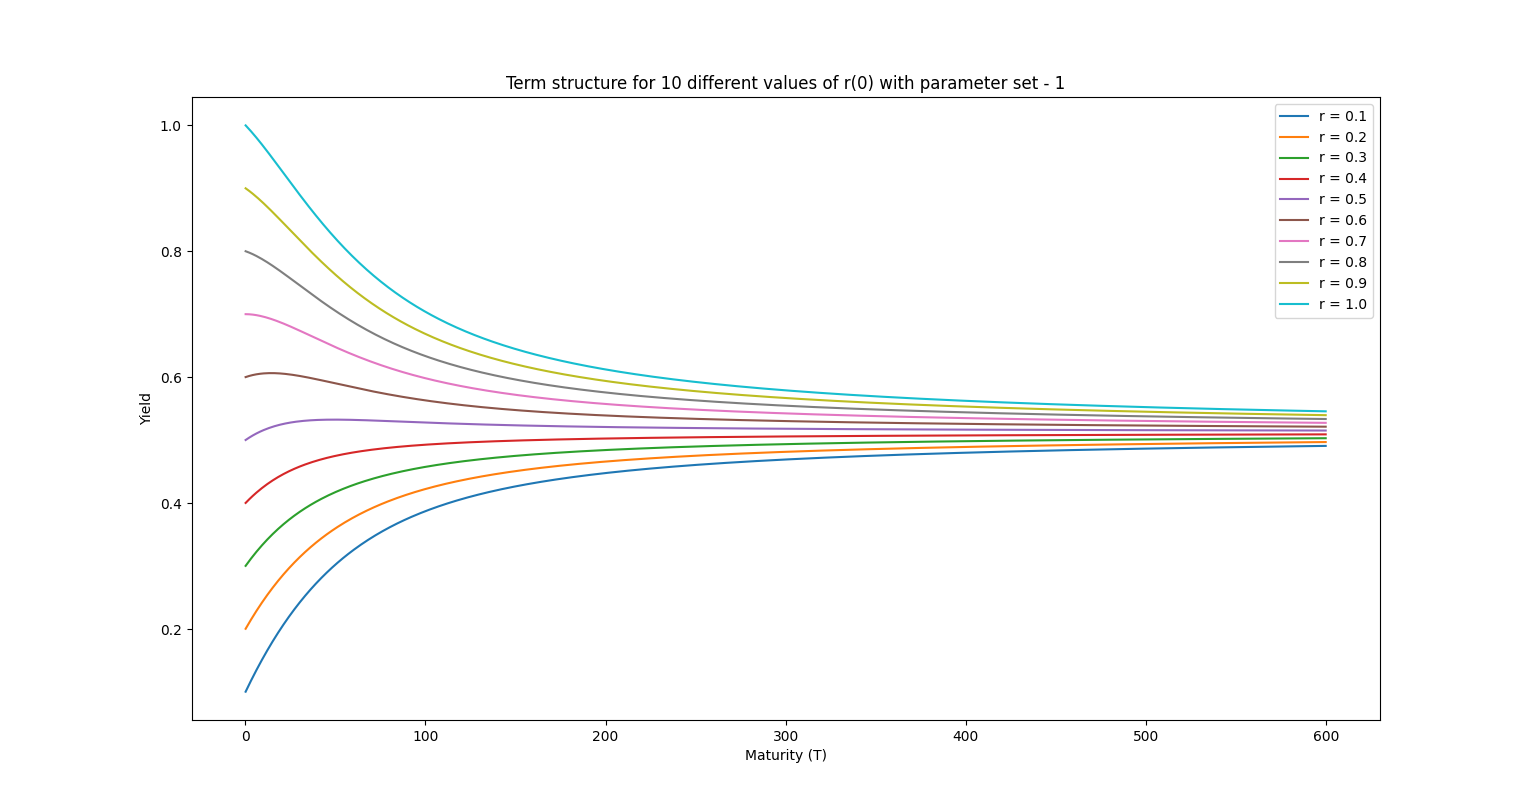 Term structure for 10 different values of r(0) with parameter set - 1
1.0
0.8
0.6
0.4
0.2
Yield
0
100
200
300
400
500
600
Maturity (T)
r = 0.1
r = 0.2
r = 0.3
r = 0.4
r = 0.5
r = 0.6
r = 0.7
r = 0.8
r = 0.9
r = 1.0